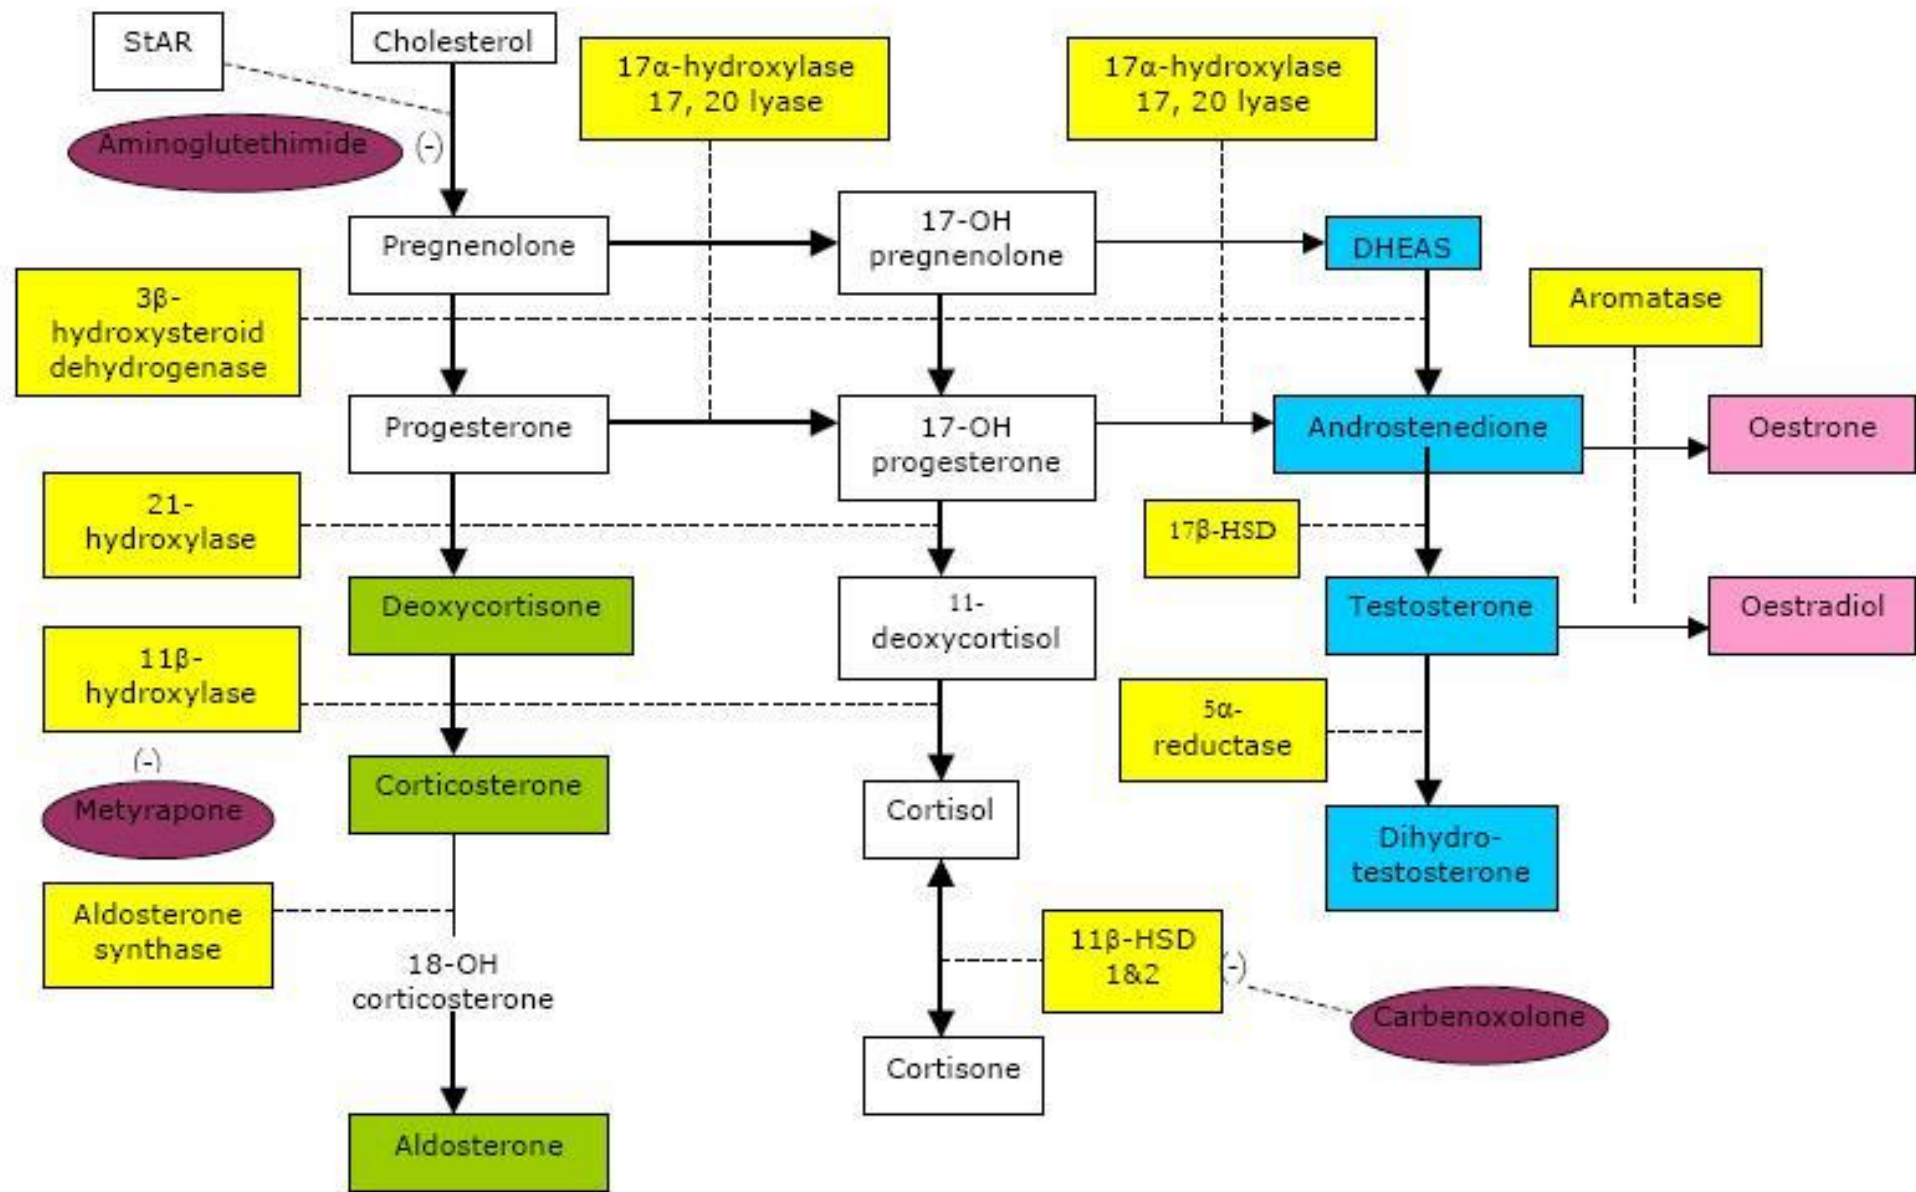 StAR
Cholesterol
17α-hydroxylase
17, 20 lyase
17α-hydroxylase
17, 20 lyase
Aminoglutethimide
(-)
Pregnenolone
17-OH
pregnenolone
DHEAS
3β-
hydroxysteroid
dehydrogenase
Aromatase
Progesterone
17-OH
progesterone
Androstenedione
Oestrone
21-
hydroxylase
17β-HSD
Deoxycortisone
11-
deoxycortisol
Testosterone
Oestradiol
11β-
hydroxylase
5α-
reductase
(-)
Metyrapone
Corticosterone
Cortisol
Dihydro-
testosterone
Aldosterone
synthase
18-OH
corticosterone
11β-HSD
1&2
(-)
Carbenoxolone
Cortisone
Aldosterone